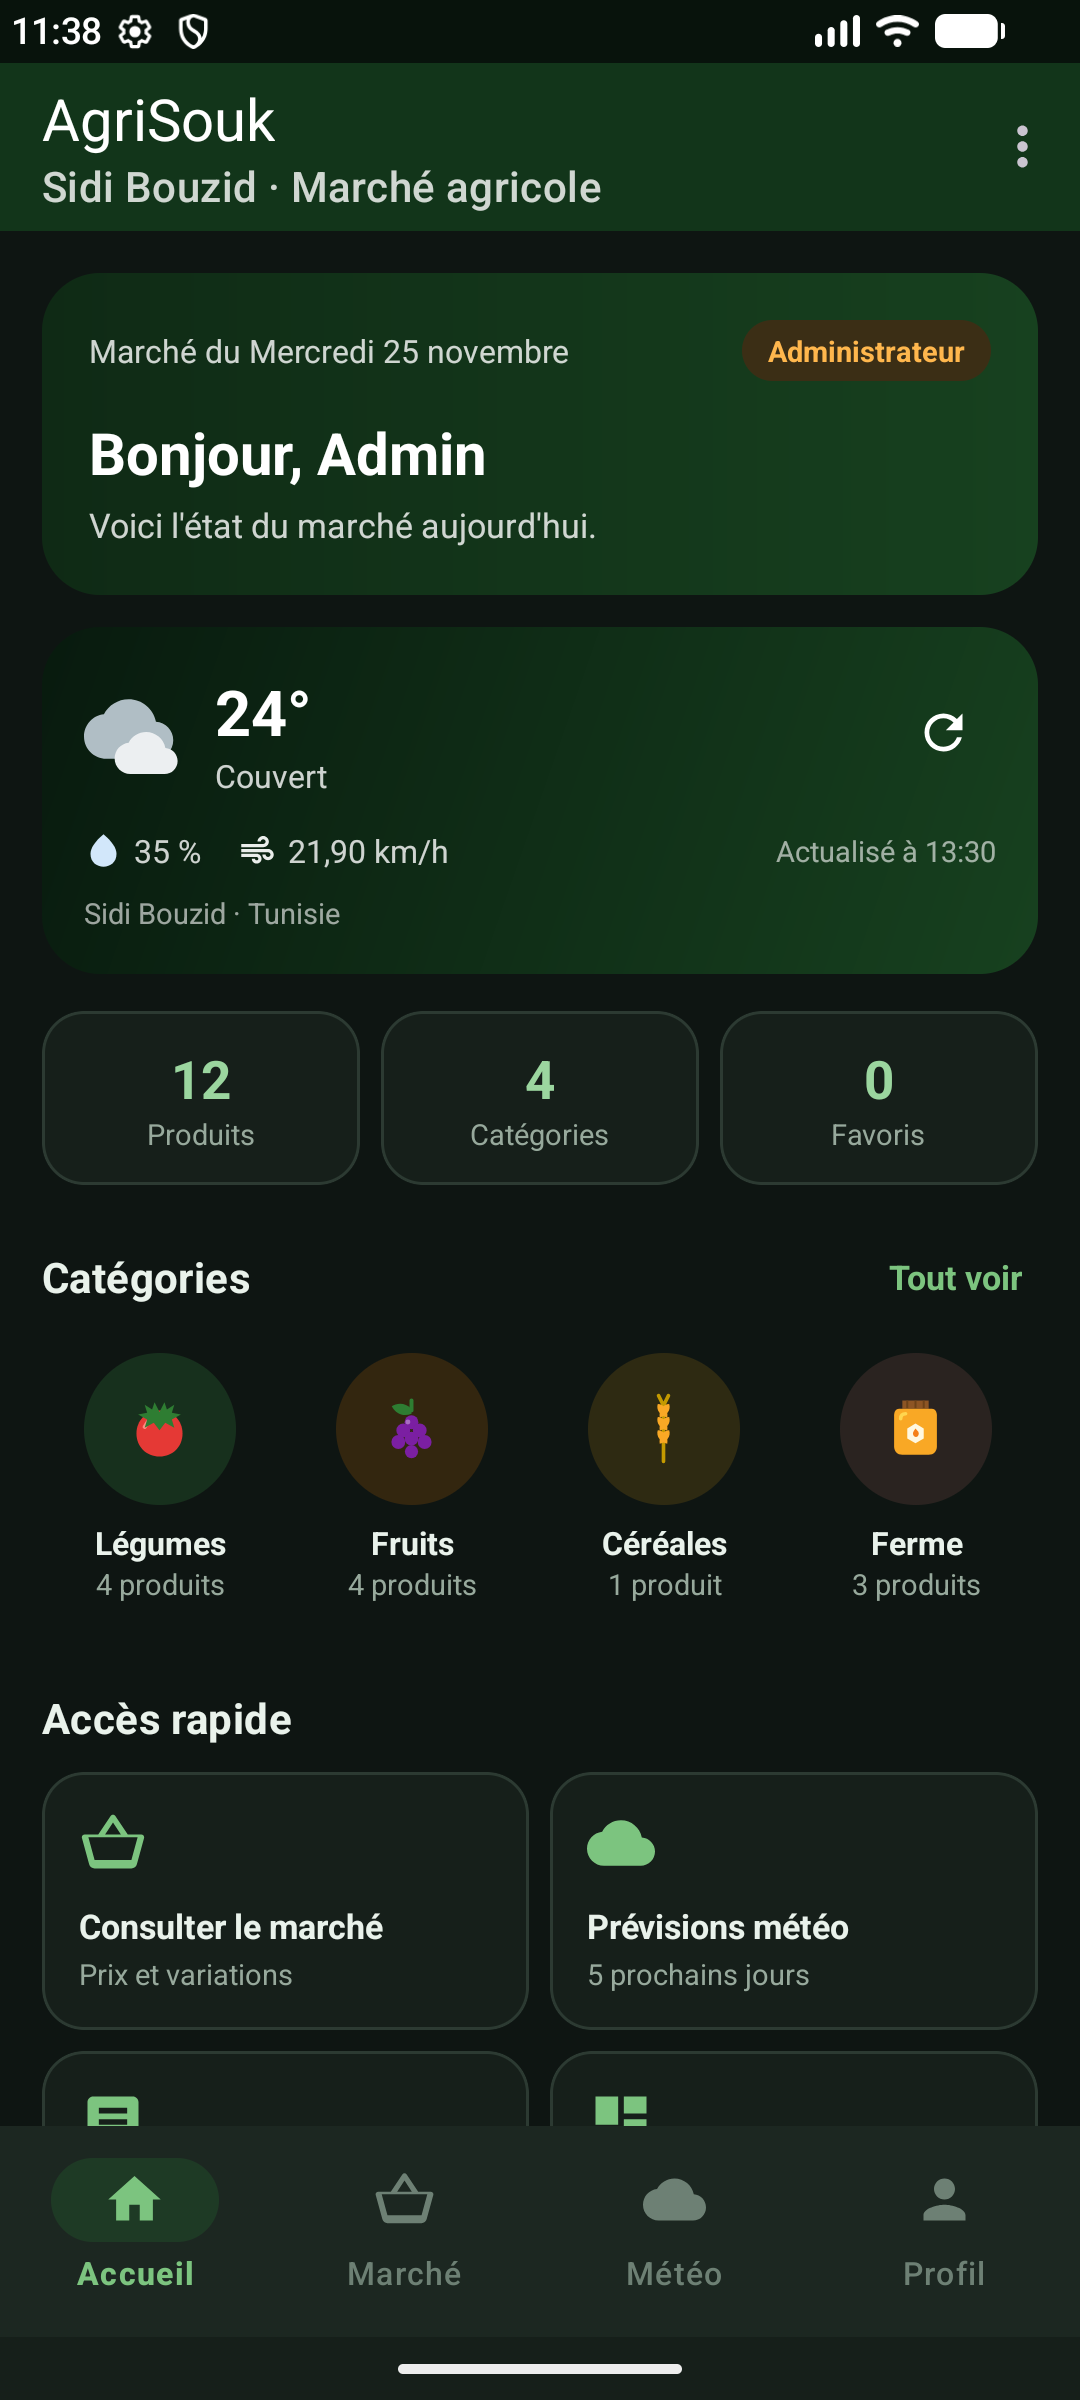 11:38
AgriSouk
Sidi Bouzid · Marché agricole
Marché du Mercredi 25 novembre
Administrateur
Bonjour, Admin
Voici l'état du marché aujourd'hui.
24°
Couvert
35 %
21,90 km/h
Actualisé à 13:30
Sidi Bouzid · Tunisie
12
Produits
4
Catégories
0
Favoris
Catégories
Tout voir
Légumes
4 produits
Fruits
4 produits
Céréales
1 produit
Ferme
3 produits
Accès rapide
Consulter le marché
Prix et variations
Prévisions météo
5 prochains jours
Accueil
Marché
Météo
Profil